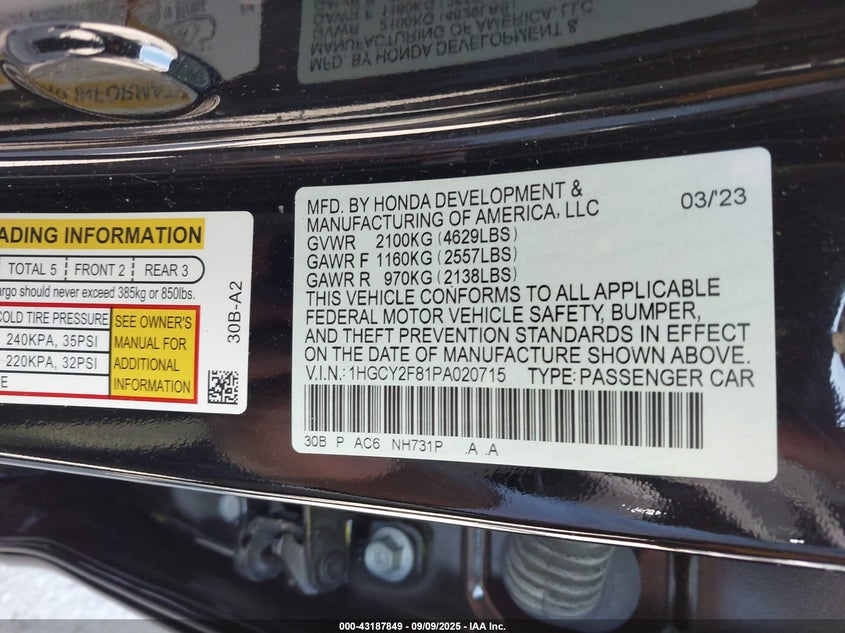 MFD. BY HONDA DEVELOPMENT &
MANUFACTURING OF AMERICA, LLC
03/'23
GVWR 2100KG (4629LBS)
GAWR F 1160KG (2557LBS)
GAWR R 970KG (2138LBS)
THIS VEHICLE CONFORMS TO ALL APPLICABLE
FEDERAL MOTOR VEHICLE SAFETY, BUMPER,
AND THEFT PREVENTION STANDARDS IN EFFECT
ON THE DATE OF MANUFACTURE SHOWN ABOVE.
V.I.N.: 1HGCY2F81PA020715 TYPE: PASSENGER CAR
30B P AC6 NH731P .A .A
ADING INFORMATION
TOTAL 5 FRONT 2 REAR 3
argo should never exceed 385kg or 850lbs.
COLD TIRE PRESSURE
240KPA, 35PSI
220KPA, 32PSI
E
SEE OWNER'S
MANUAL FOR
ADDITIONAL
INFORMATION
30B-A2
000-43187849 - 09/09/2025 - IAA Inc.